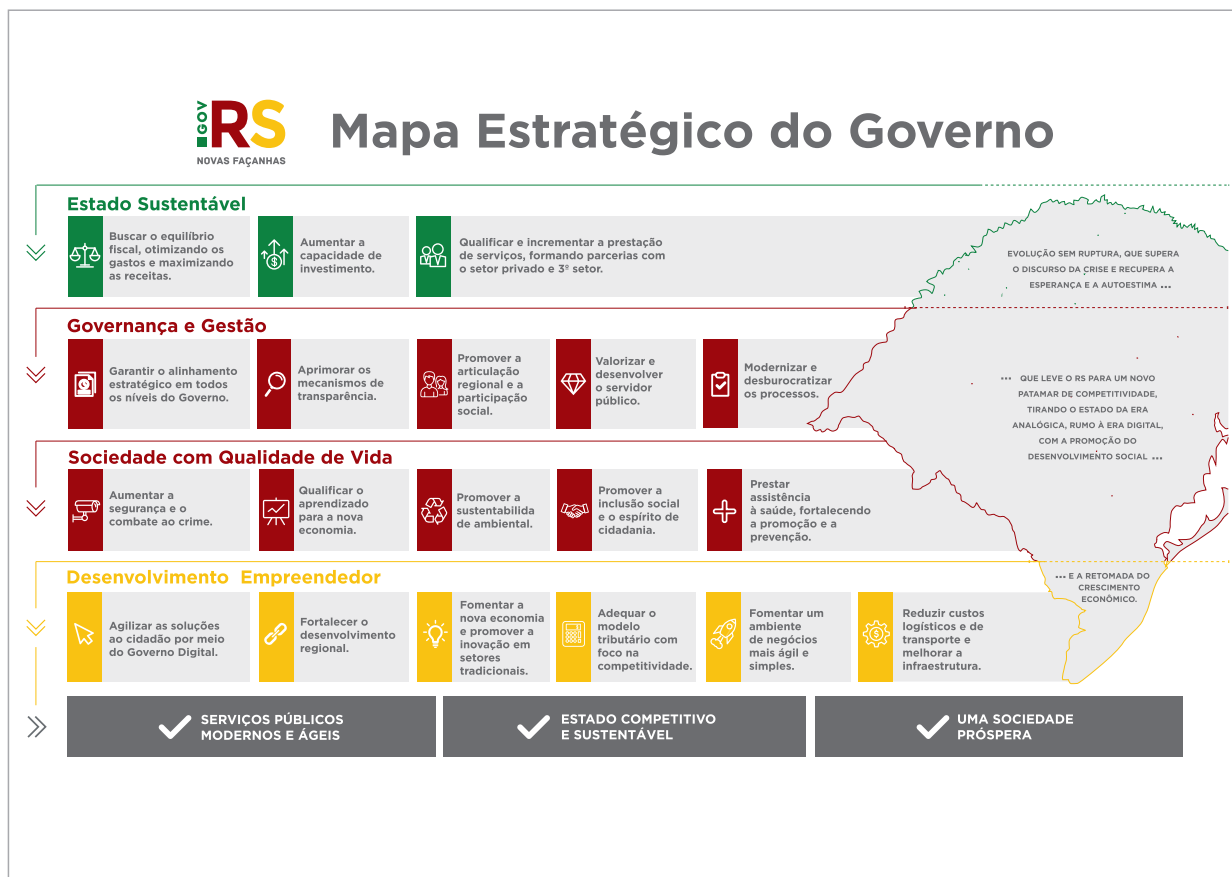 GOV
RS
NOVAS FAÇANHAS
Mapa Estratégico do Governo
Estado Sustentável
Buscar o equilíbrio
fiscal, otimizando os
gastos e maximizando
as receitas.
Aumentar a
capacidade de
investimento.
Qualificar e incrementar a prestação
de serviços, formando parcerias com
o setor privado e 3º setor.
EVOLUÇÃO SEM RUPTURA, QUE SUPERA
O DISCURSO DA CRISE E RECUPERA A
ESPERANÇA E A AUTOESTIMA ...
Governança e Gestão
Garantir o alinhamento
estratégico em todos
os níveis do Governo.
Aprimorar os
mecanismos de
transparência.
Promover a
articulação
regional e a
participação
social.
Valorizar e
desenvolver
o servidor
público.
Modernizar e
desburocratizar
os processos.
... QUE LEVE O RS PARA UM NOVO
PATAMAR DE COMPETITIVIDADE,
TIRANDO O ESTADO DA ERA
ANALÓGICA, RUMO À ERA DIGITAL,
COM A PROMOÇÃO DO
DESENVOLVIMENTO SOCIAL ...
Sociedade com Qualidade de Vida
Aumentar a
segurança e o
combate ao crime.
Qualificar o
aprendizado
para a nova
economia.
Promover a
sustentabilida
de ambiental.
Promover a
inclusão social
e o espírito de
cidadania.
Prestar
assistência
à saúde, fortalecendo
a promoção e a
prevenção.
Desenvolvimento Empreendedor
Agilizar as soluções
ao cidadão por meio
do Governo Digital.
Fortalecer o
desenvolvimento
regional.
Fomentar a
nova economia
e promover a
inovação em
setores
tradicionais.
Adequar o
modelo
tributário com
foco na
competitividade.
Fomentar um
ambiente
de negócios
mais ágil e
simples.
Reduzir custos
logísticos e de
transporte e
melhorar a
infraestrutura.
... E A RETOMADA DO
CRESCIMENTO
ECONÔMICO.
SERVIÇOS PÚBLICOS
MODERNOS E ÁGEIS
ESTADO COMPETITIVO
E SUSTENTÁVEL
UMA SOCIEDADE
PRÓSPERA